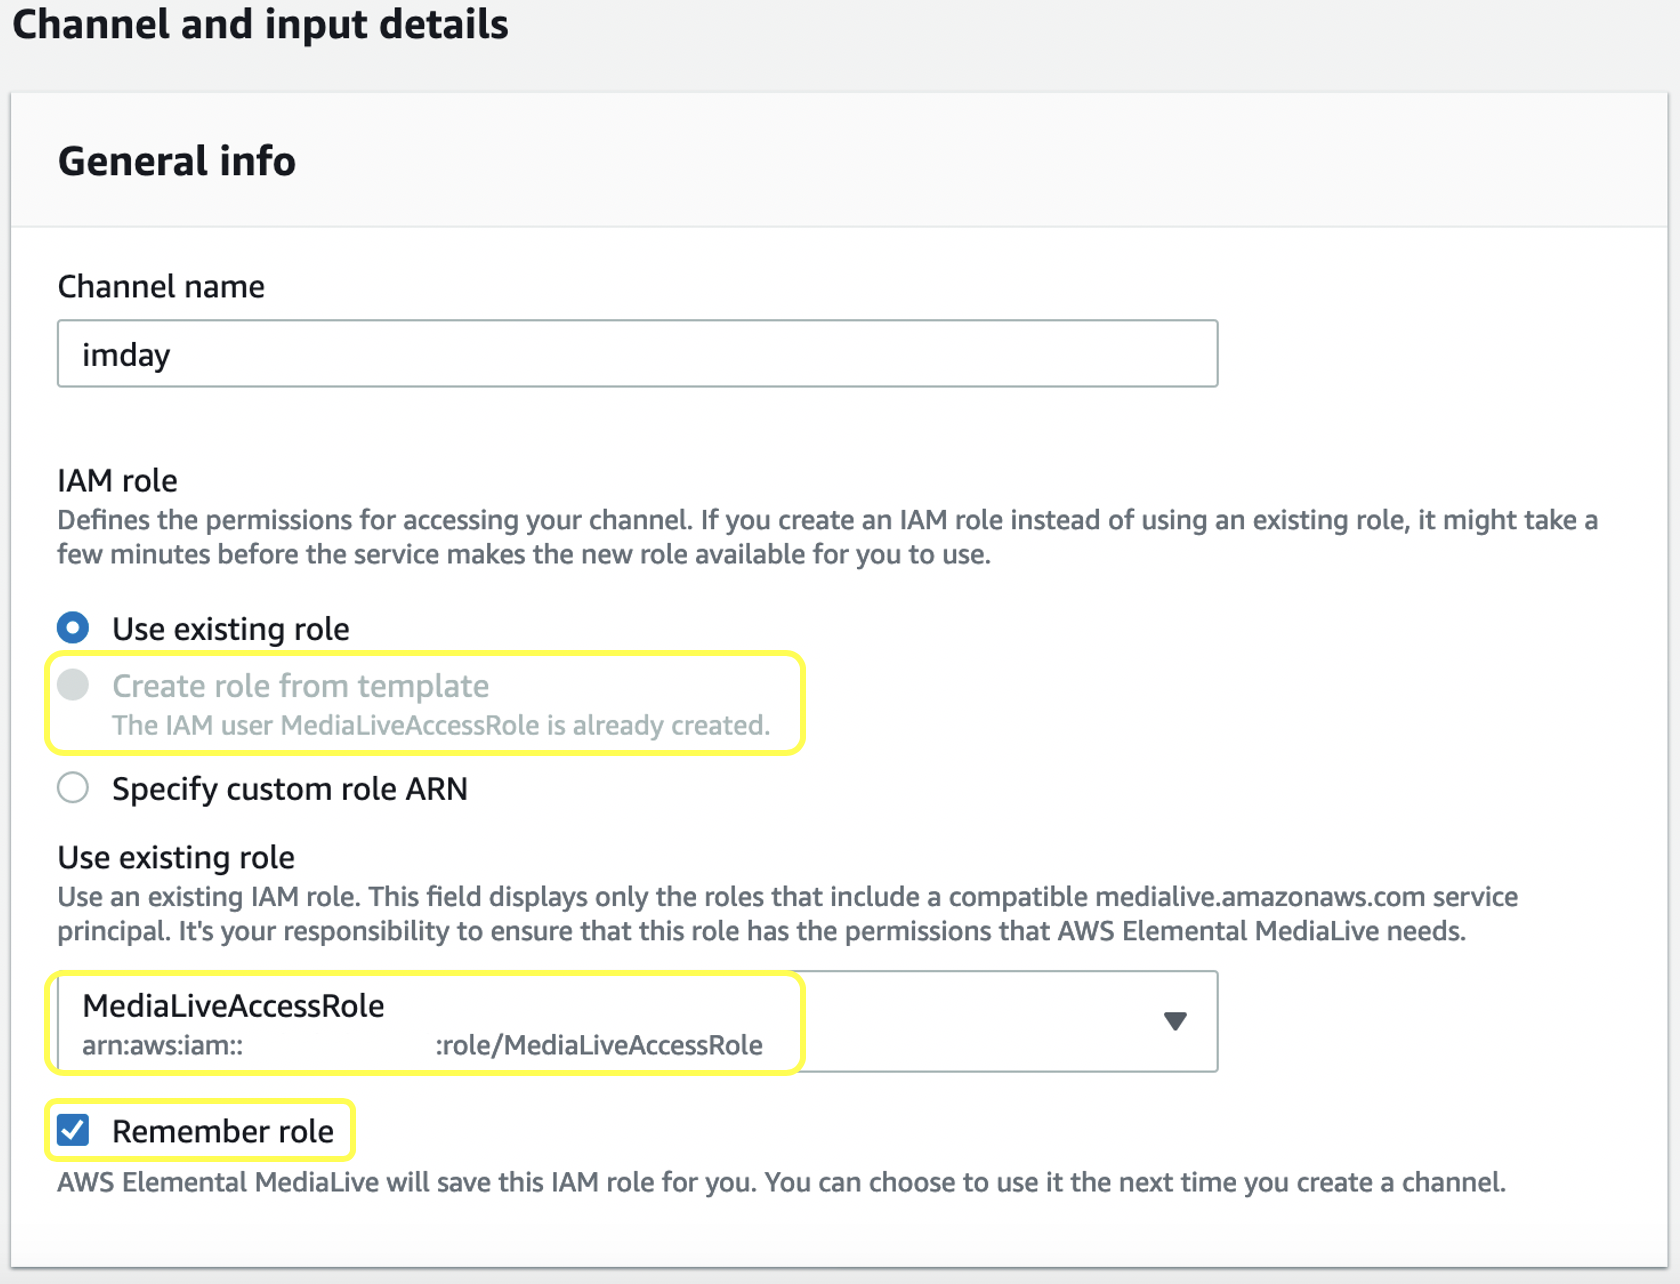 Channel and input details
General info
Channel name
imday
IAM role
Defines the permissions for accessing your channel. If you create an IAM role instead of using an existing role, it might take a
few minutes before the service makes the new role available for you to use.
Use existing role
Create role from template
The IAM user MediaLiveAccessRole is already created.
Specify custom role ARN
Use existing role
Use an existing IAM role. This field displays only the roles that include a compatible medialive.amazonaws.com service
principal. It's your responsibility to ensure that this role has the permissions that AWS Elemental MediaLive needs.
MediaLiveAccessRole
arn:aws:iam:: :role/MediaLiveAccessRole
Remember role
AWS Elemental MediaLive will save this IAM role for you. You can choose to use it the next time you create a channel.